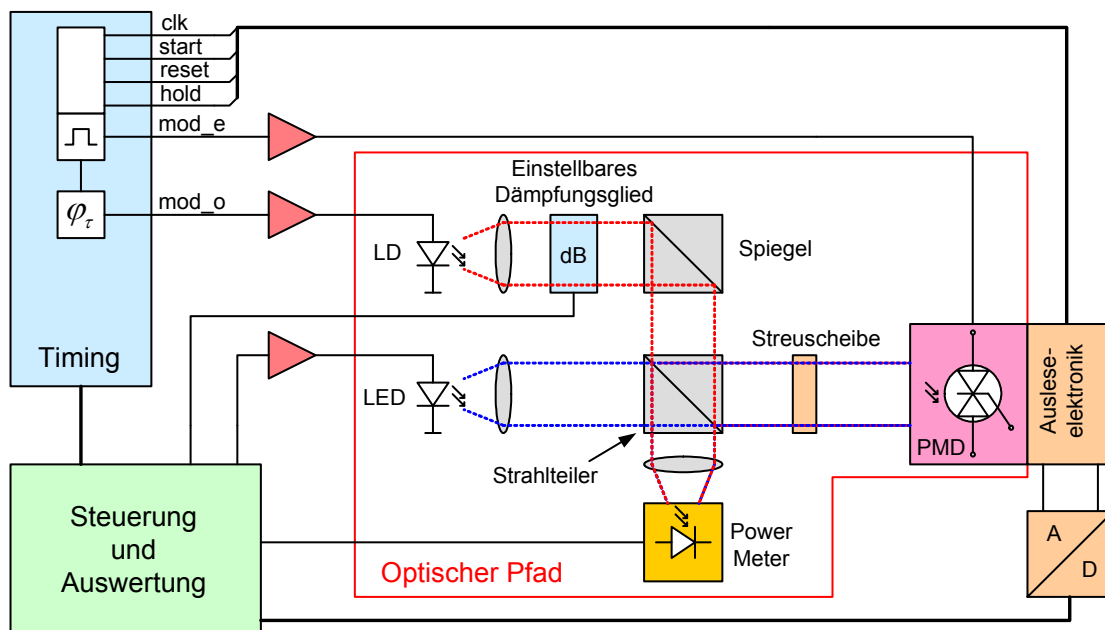 clk
start
reset
hold
mod_e
mod_o
φτ
Timing
Einstellbares
Dämpfungsglied
LD
dB
Spiegel
LED
Streuscheibe
Strahlteiler
PMD
Auslese-
elektronik
Steuerung
und
Auswertung
Power
Meter
Optischer Pfad
A
D